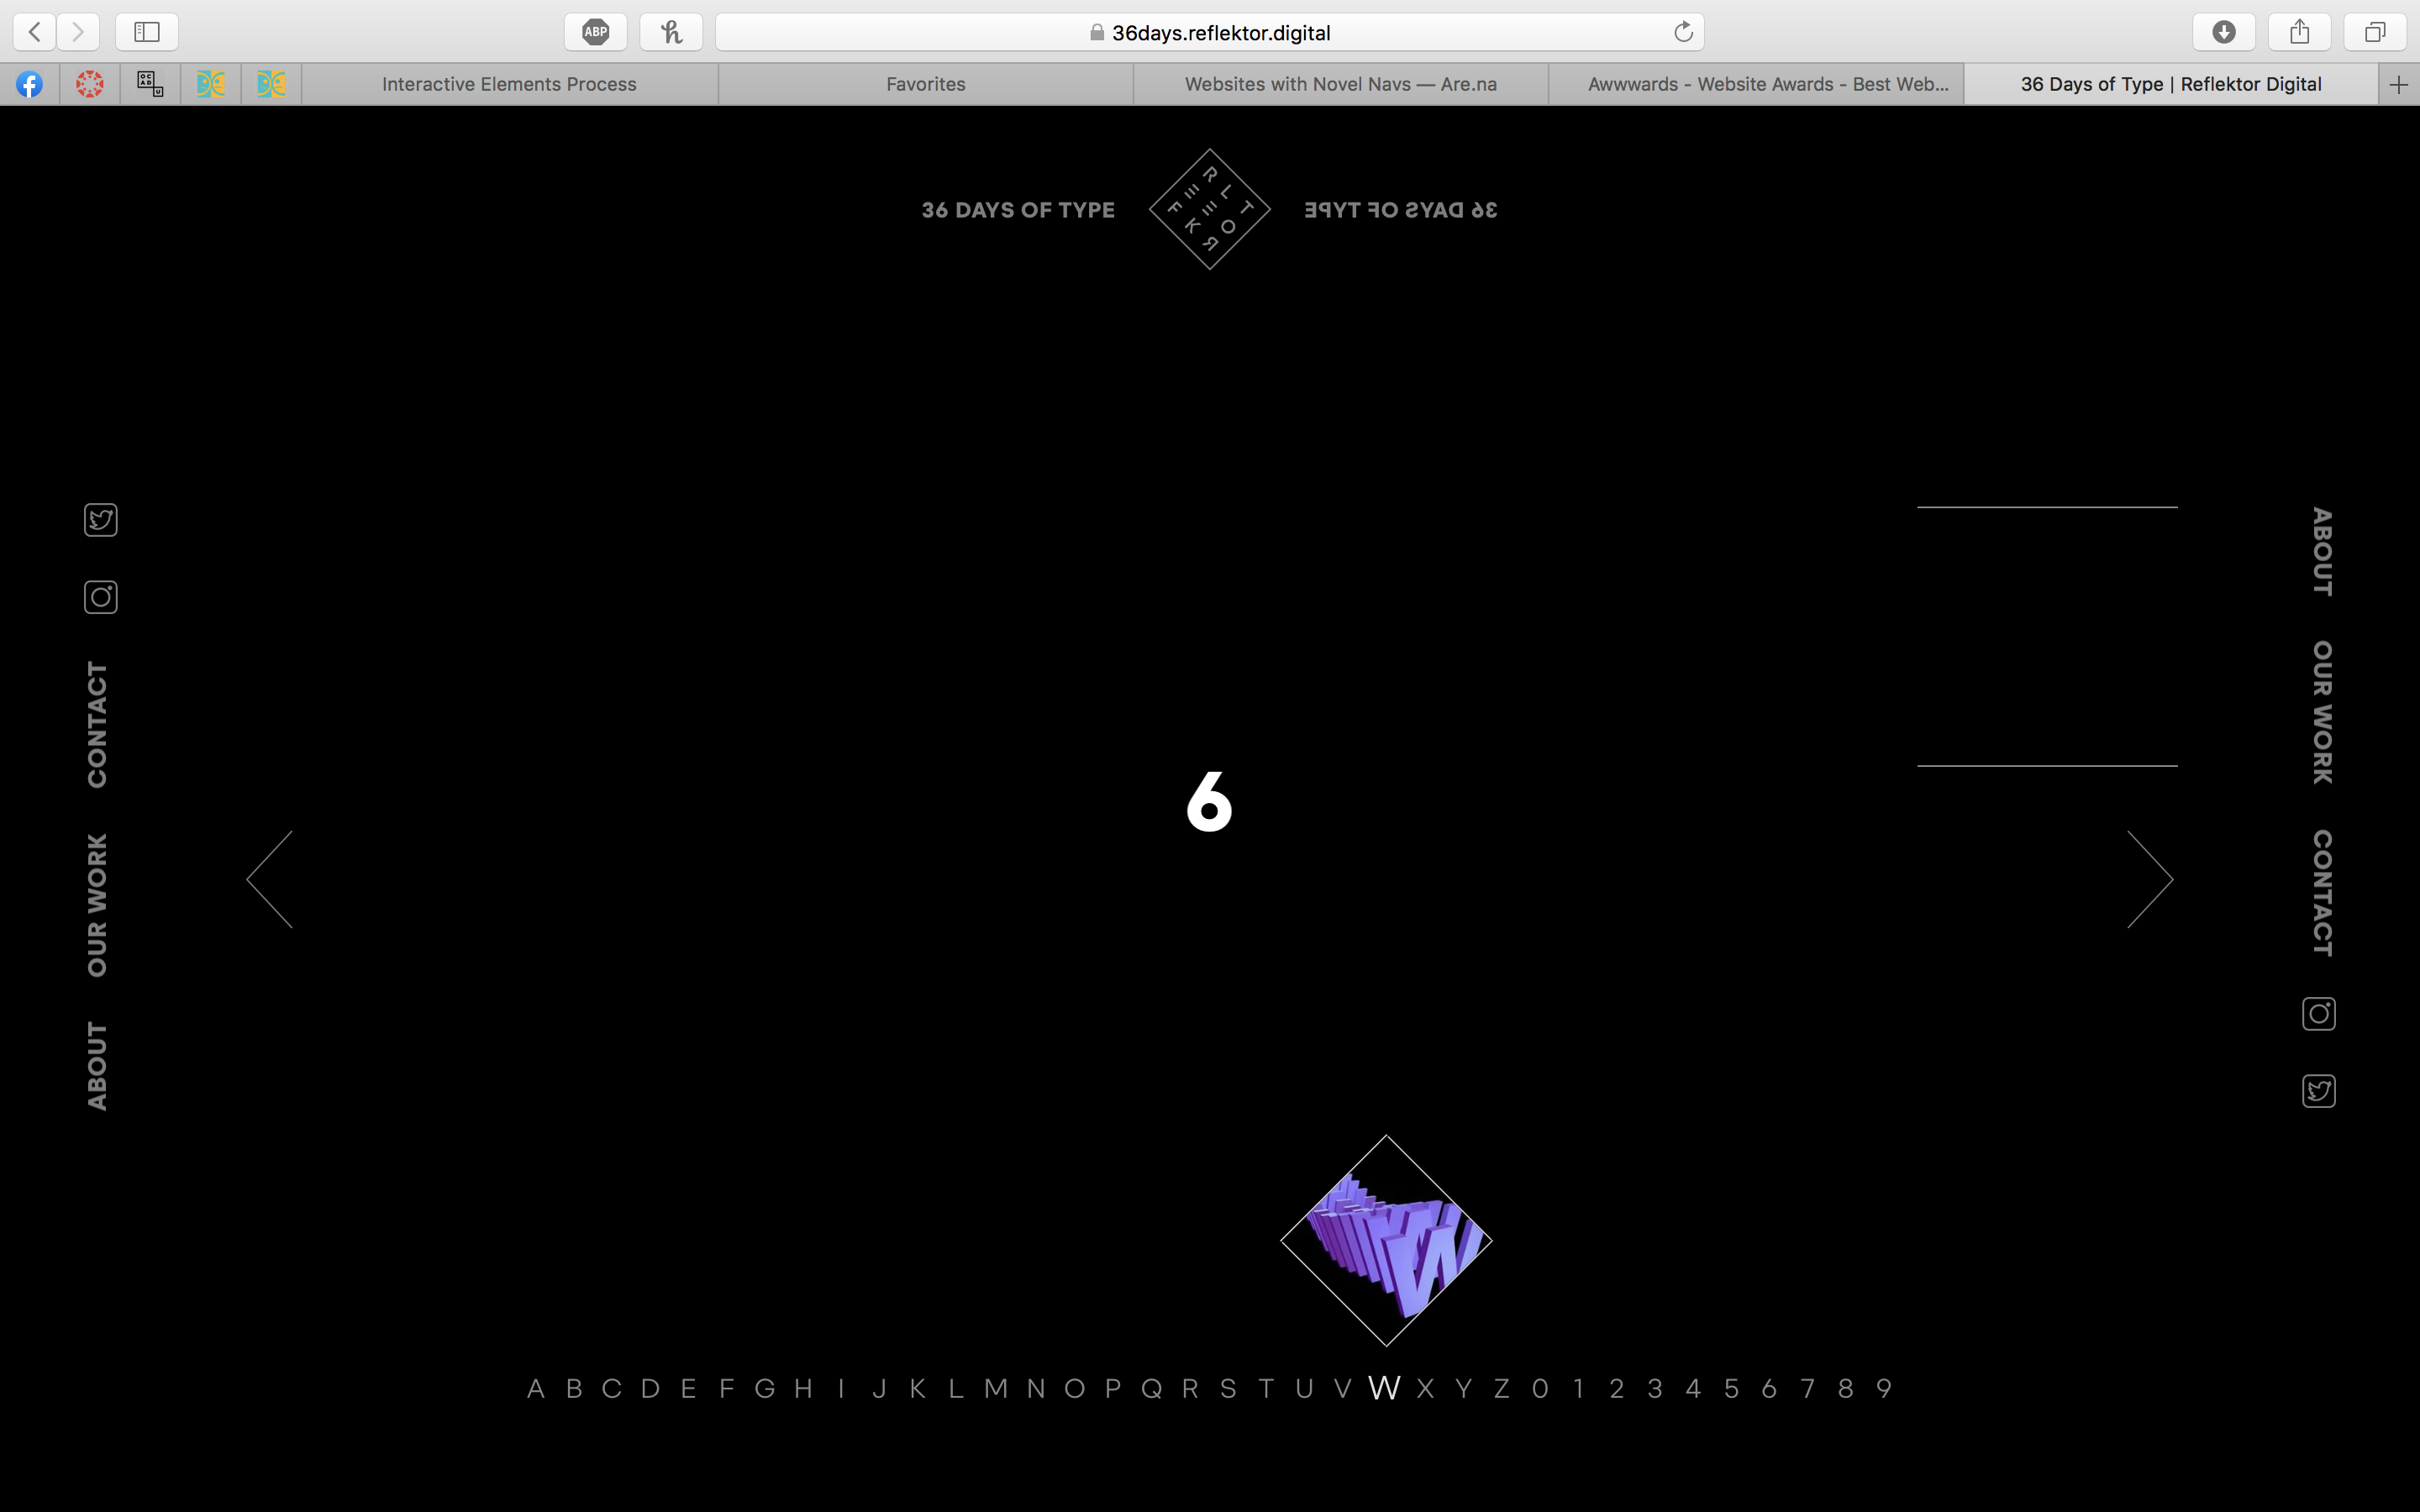 ABP
36days.reflektor.digital
OCADU
Interactive Elements Process
Favorites
Websites with Novel Navs — Are.na
Awwwards - Website Awards - Best Web...
36 Days of Type | Reflektor Digital
36 DAYS OF TYPE
REFLEKTOR
36 DAYS OF TYPE
CONTACT
OUR WORK
ABOUT
6
ABOUT
OUR WORK
CONTACT
W
A B C D E F G H I J K L M N O P Q R S T U V W X Y Z 0 1 2 3 4 5 6 7 8 9